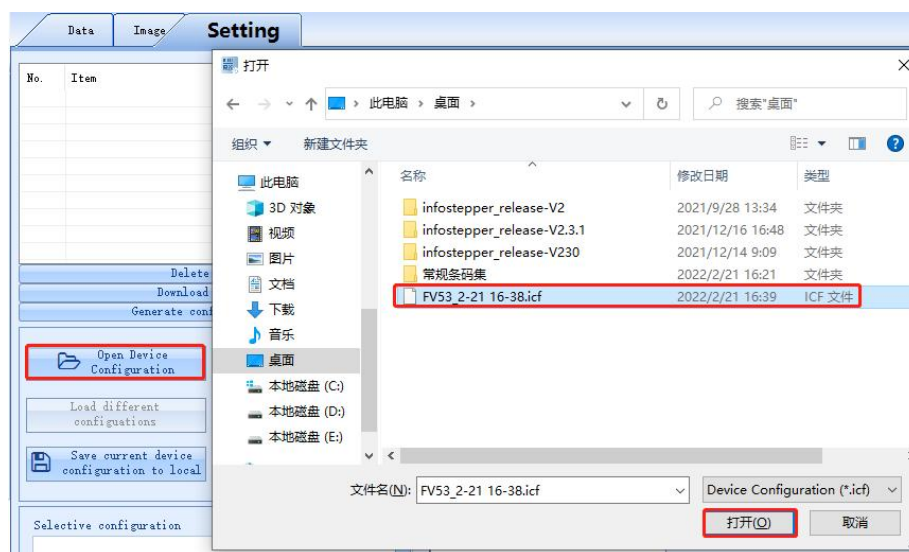 Data
Image
Setting
No.
Item
打开
此电脑 › 桌面 ›
搜索"桌面"
组织
新建文件夹
名称
修改日期
类型
此电脑
3D 对象
视频
图片
文档
下载
音乐
桌面
本地磁盘 (C:)
本地磁盘 (D:)
本地磁盘 (E:)
infostepper_release-V2 2021/9/28 13:34 文件夹
infostepper_release-V2.3.1 2021/12/16 16:48 文件夹
infostepper_release-V230 2021/12/14 9:09 文件夹
常规条码集 2022/2/21 16:21 文件夹
FV53_2-21 16-38.icf 2022/2/21 16:39 ICF 文件
Delete
Download
Generate conf
Open Device
Configuration
Load different
configuations
Save current device
configuration to local
文件名(N): FV53_2-21 16-38.icf
Device Configuration (*.icf)
打开(O)
取消
Selective configuration